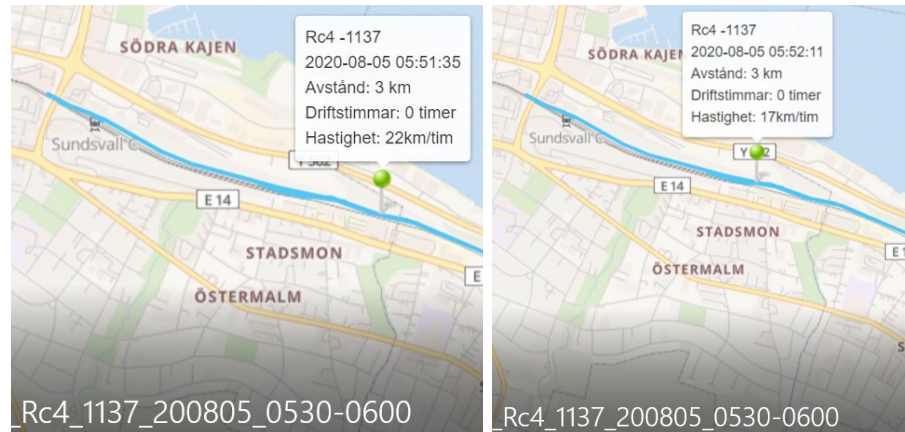 SÖDRA KAJEN
Rc4 -1137
2020-08-05 05:51:35
Avstånd: 3 km
Driftstimmar: 0 timer
Hastighet: 22km/tim
Sundsvall C
E 14
STADSMON
ÖSTERMALM
E
_Rc4_1137_200805_0530-0600
SÖDRA KAJEN
Rc4 -1137
2020-08-05 05:52:11
Avstånd: 3 km
Driftstimmar: 0 timer
Hastighet: 17km/tim
Sundsvall C
E 14
STADSMON
E 1
ÖSTERMALM
S
_Rc4_1137_200805_0530-0600